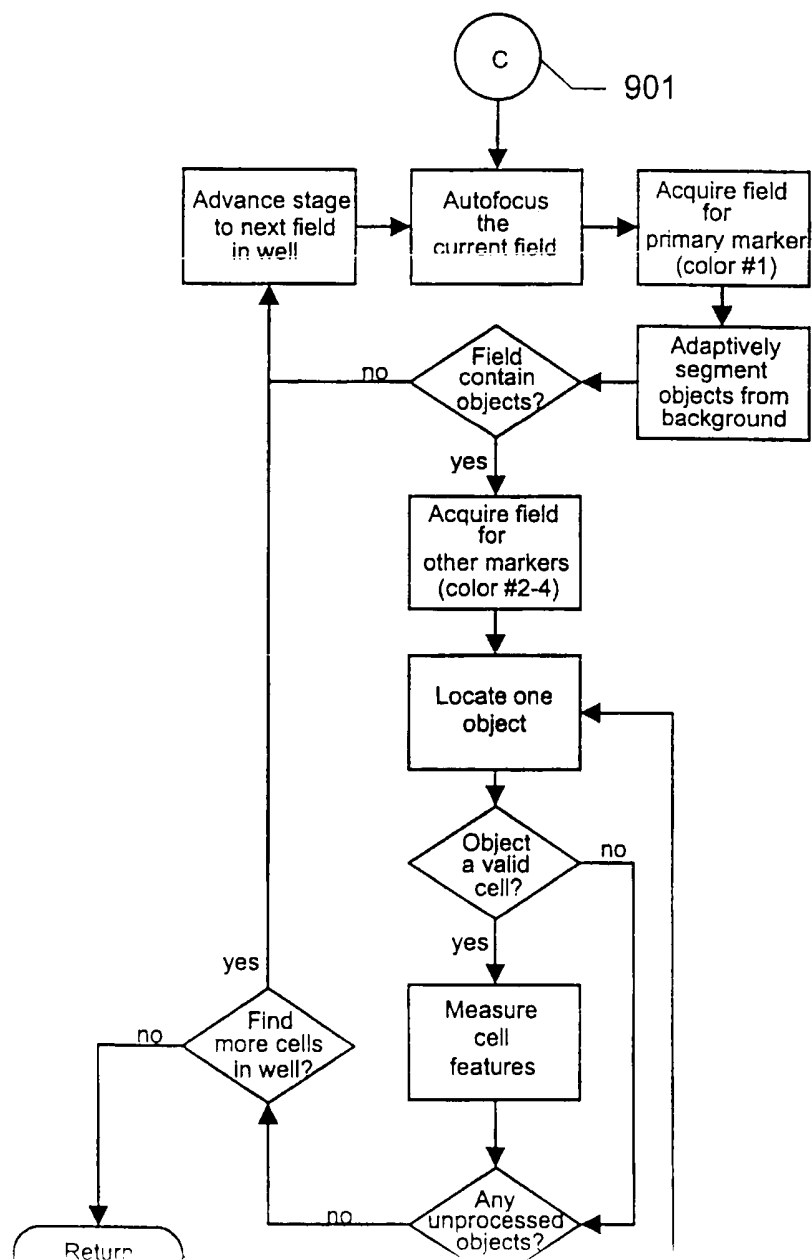 C
901
Advance stage
to next field
in well
Autofocus
the
current field
Acquire field
for
primary marker
(color #1)
Field
contain
objects?
no
Adaptively
segment
objects from
background
yes
Acquire field
for
other markers
(color #2-4)
Locate one
object
Object
a valid
cell?
no
yes
Measure
cell
features
yes
Find
more cells
in well?
no
Any
unprocessed
objects?
no
Return